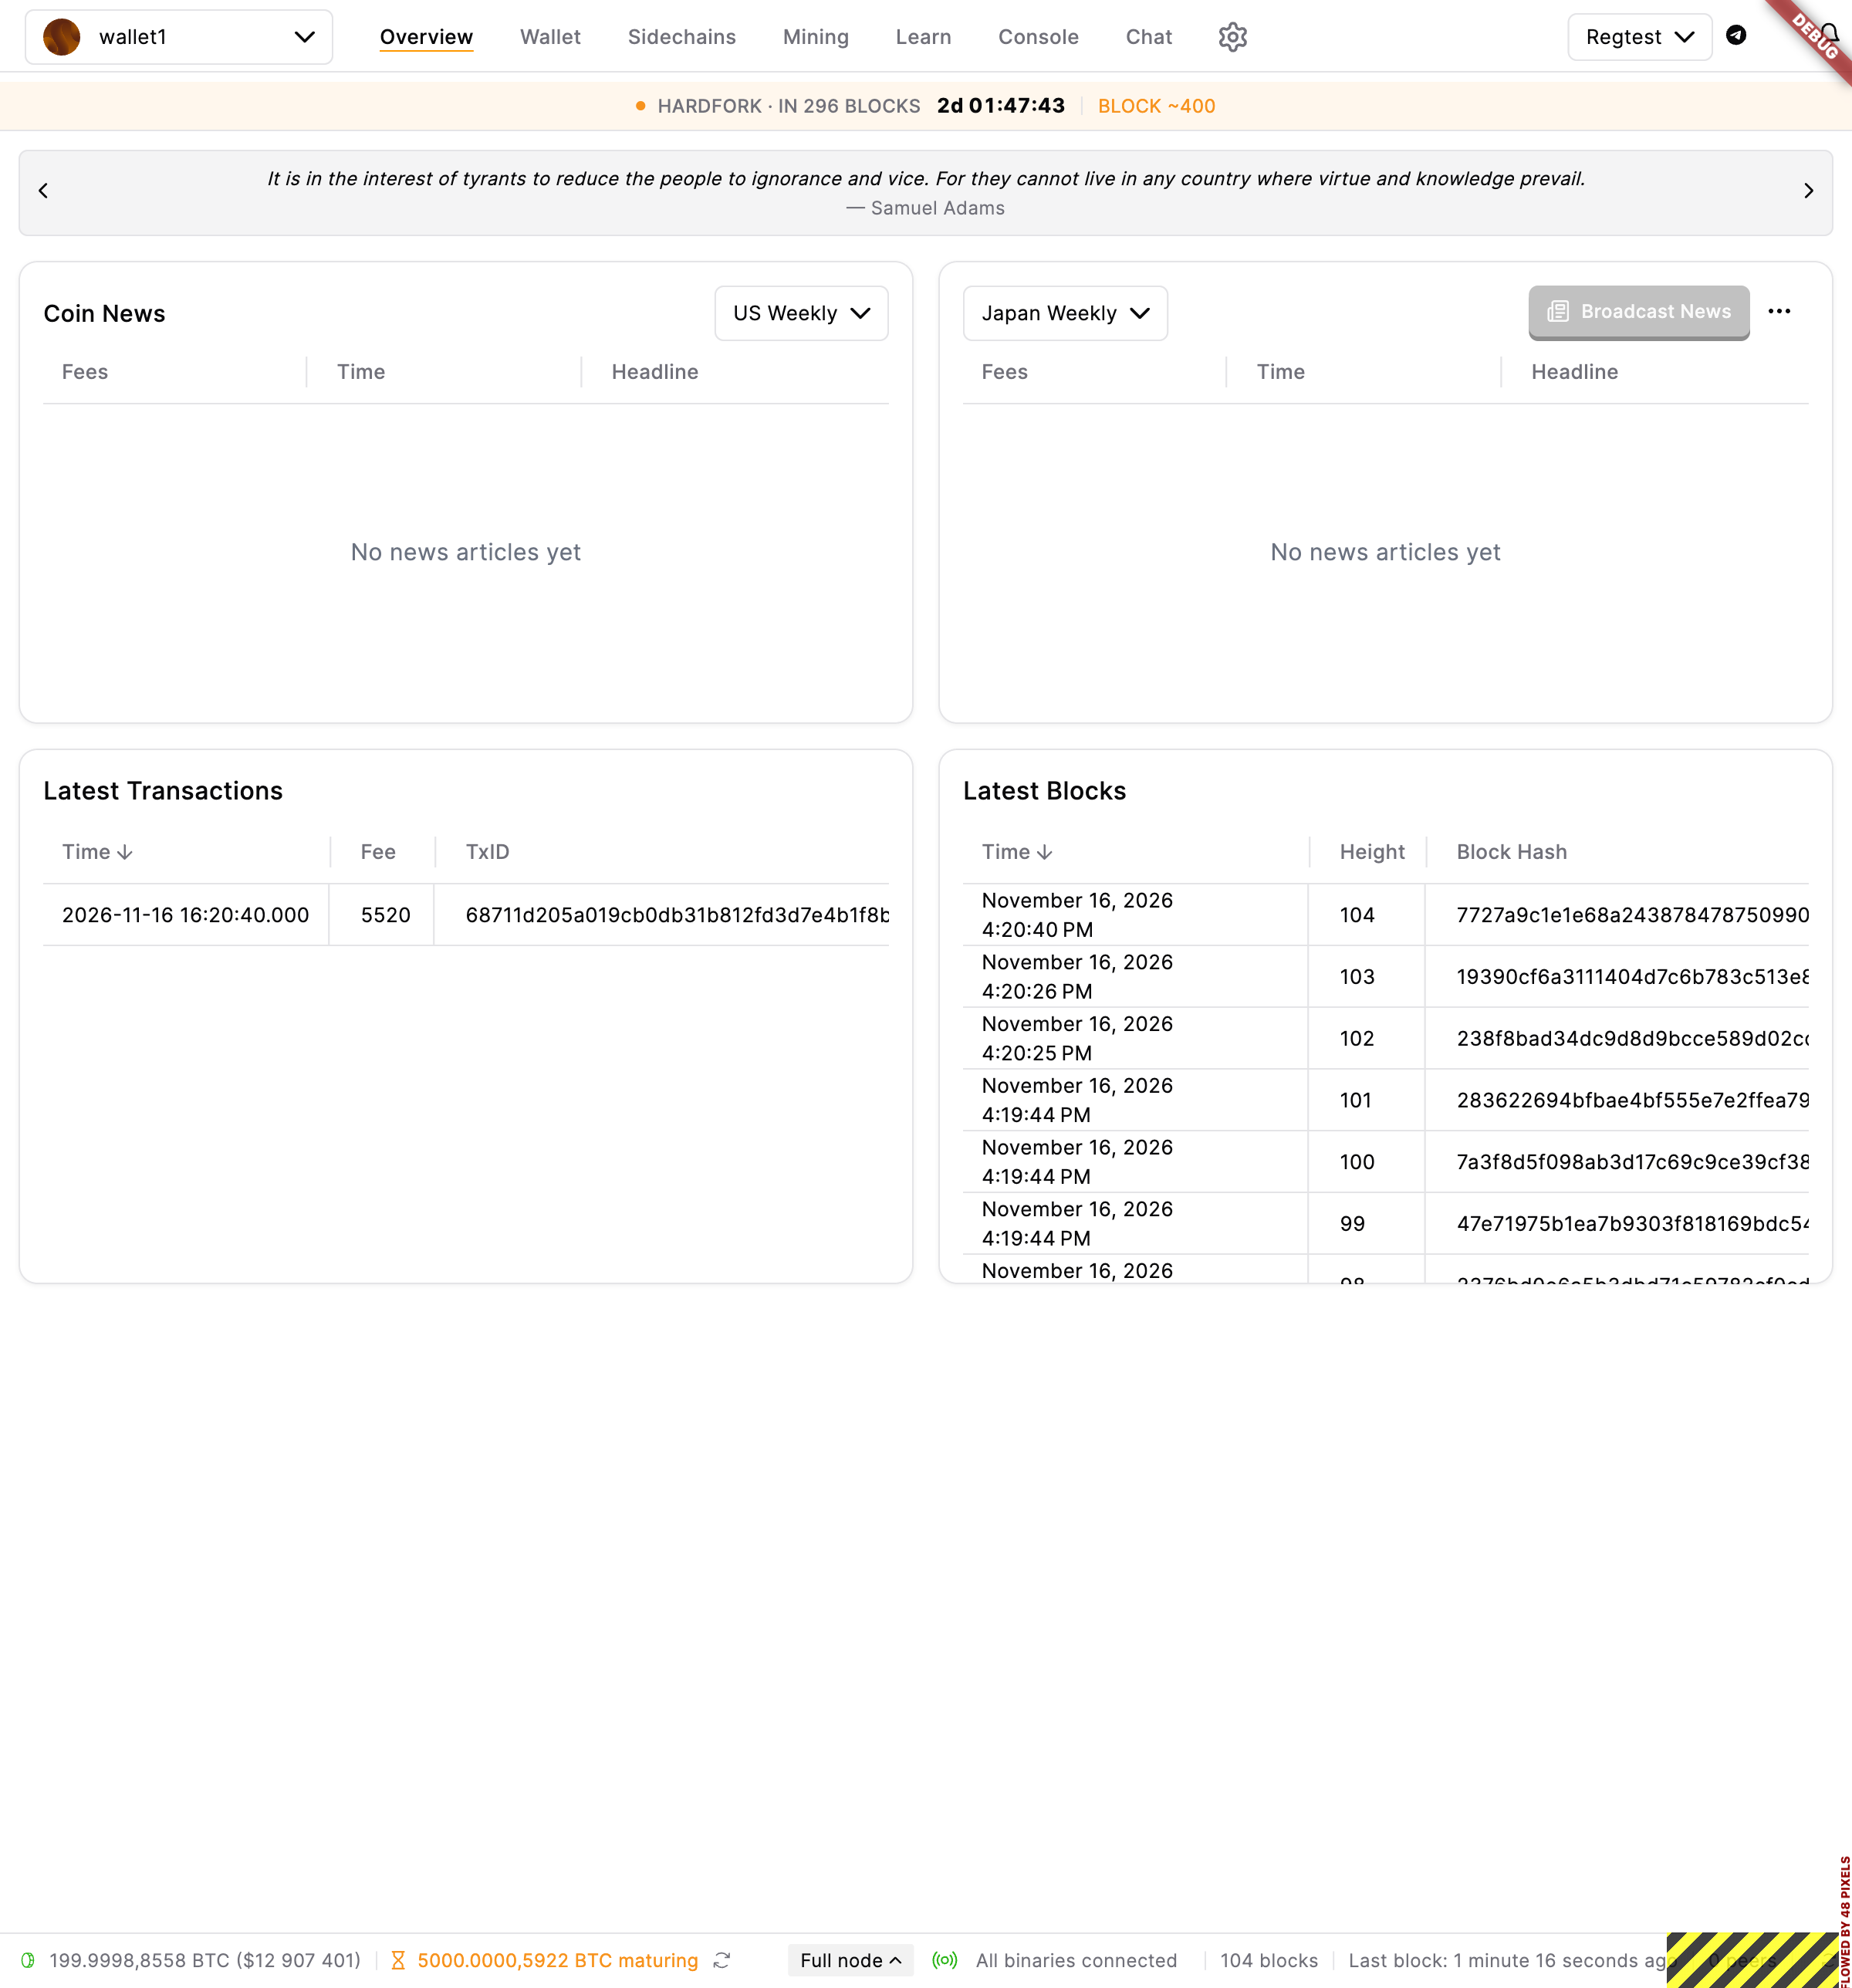 wallet1
Overview
Wallet
Sidechains
Mining
Learn
Console
Chat
Regtest
DEBUG
HARDFORK · IN 296 BLOCKS 2d 01:47:43 BLOCK ~400
It is in the interest of tyrants to reduce the people to ignorance and vice. For they cannot live in any country where virtue and knowledge prevail.
— Samuel Adams
Coin News
US Weekly
Fees Time Headline
No news articles yet
Japan Weekly
Broadcast News
Fees Time Headline
No news articles yet
Latest Transactions
Time Fee TxID
2026-11-16 16:20:40.000 5520 68711d205a019cb0db31b812fd3d7e4b1f8b
Latest Blocks
Time Height Block Hash
November 16, 2026
4:20:40 PM
104 7727a9c1e1e68a243878478750990
November 16, 2026
4:20:26 PM
103 19390cf6a3111404d7c6b783c513e8
November 16, 2026
4:20:25 PM
102 238f8bad34dc9d8d9bcce589d02c
November 16, 2026
4:19:44 PM
101 283622694bfbae4bf555e7e2ffea79
November 16, 2026
4:19:44 PM
100 7a3f8d5f098ab3d17c69c9ce39cf38
November 16, 2026
4:19:44 PM
99 47e71975b1ea7b9303f818169bdc54
November 16, 2026
98
199.9998,8558 BTC ($12 907 401)
5000.0000,5922 BTC maturing
Full node
All binaries connected
104 blocks
Last block: 1 minute 16 seconds ago
0 peers
FLOWED BY 48 PIXELS